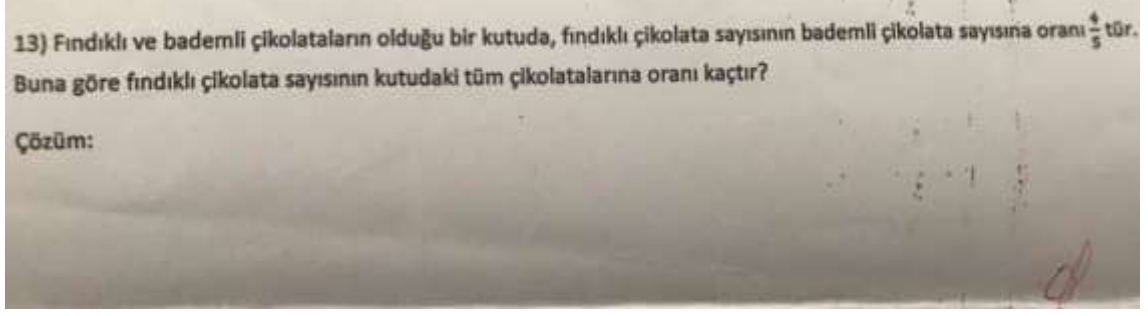 13) Fındıklı ve bademli çikolataların olduğu bir kutuda, fındıklı çikolata sayısının bademli çikolata sayısına oranı 4/5 tür.
Buna göre fındıklı çikolata sayısının kutudaki tüm çikolatalarına oranı kaçtır?
Çözüm: